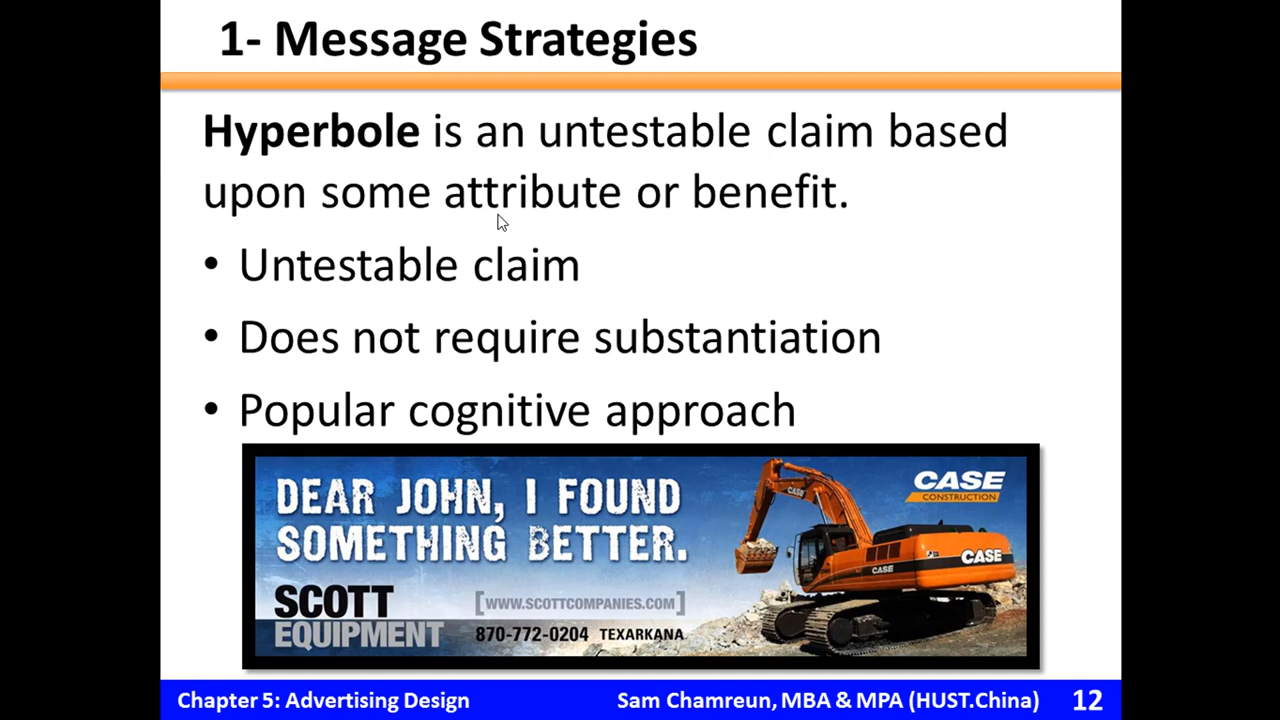 1- Message Strategies
Hyperbole is an untestable claim based
upon some attribute or benefit.
• Untestable claim
• Does not require substantiation
• Popular cognitive approach
DEAR JOHN, I FOUND
SOMETHING BETTER.
SCOTT
EQUIPMENT
[WWW.SCOTTCOMPANIES.COM]
870-772-0204 TEXARKANA
CASE
CONSTRUCTION
CASE
CASE
CASE
Chapter 5: Advertising Design
Sam Chamreun, MBA & MPA (HUST.China)
12